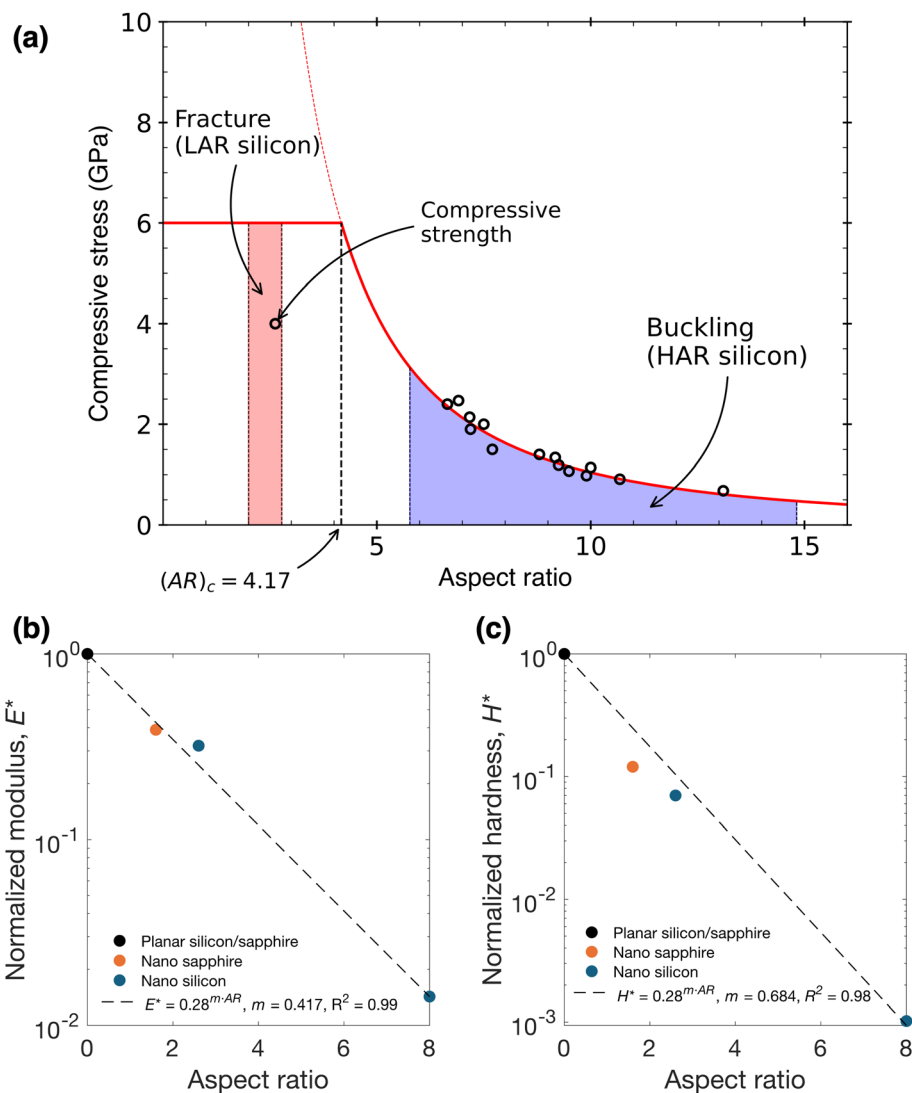 (a)
10
8
6
4
2
0
Compressive stress (GPa)
Fracture
(LAR silicon)
Compressive
strength
Buckling
(HAR silicon)
5
10
15
(AR)c = 4.17
Aspect ratio
(b)
10^0
10^-1
10^-2
Normalized modulus, E*
Planar silicon/sapphire
Nano sapphire
Nano silicon
E* = 0.28^m·AR, m = 0.417, R^2 = 0.99
0
2
4
6
8
Aspect ratio
(c)
10^0
10^-1
10^-2
10^-3
Normalized hardness, H*
Planar silicon/sapphire
Nano sapphire
Nano silicon
H* = 0.28^m·AR, m = 0.684, R^2 = 0.98
0
2
4
6
8
Aspect ratio